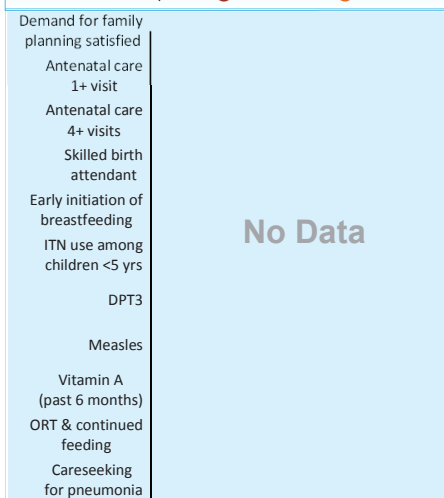 Demand for family
planning satisfied
Antenatal care
1+ visit
Antenatal care
4+ visits
Skilled birth
attendant
Early initiation of
breastfeeding
ITN use among
children <5 yrs
DPT3
Measles
Vitamin A
(past 6 months)
ORT & continued
feeding
Careseeking
for pneumonia
No Data